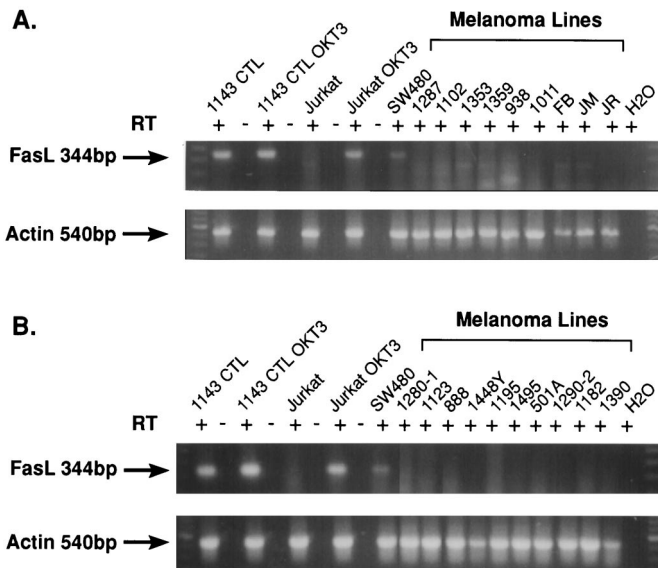 A.
Melanoma Lines
1143 CTL 1143 CTL OKT3 Jurkat Jurkat OKT3 SW480 1287 1102 1353 1359 938 1011 FB JM JR H2O
RT + - + - + - + - + + + + + + + + + + +
FasL 344bp
Actin 540bp
B.
Melanoma Lines
1143 CTL 1143 CTL OKT3 Jurkat Jurkat OKT3 SW480 1280-1 1123 888 1448Y 1195 1495 501A 1290-2 1182 1390 H2O
RT + - + - + - + - + + + + + + + + + + + +
FasL 344bp
Actin 540bp